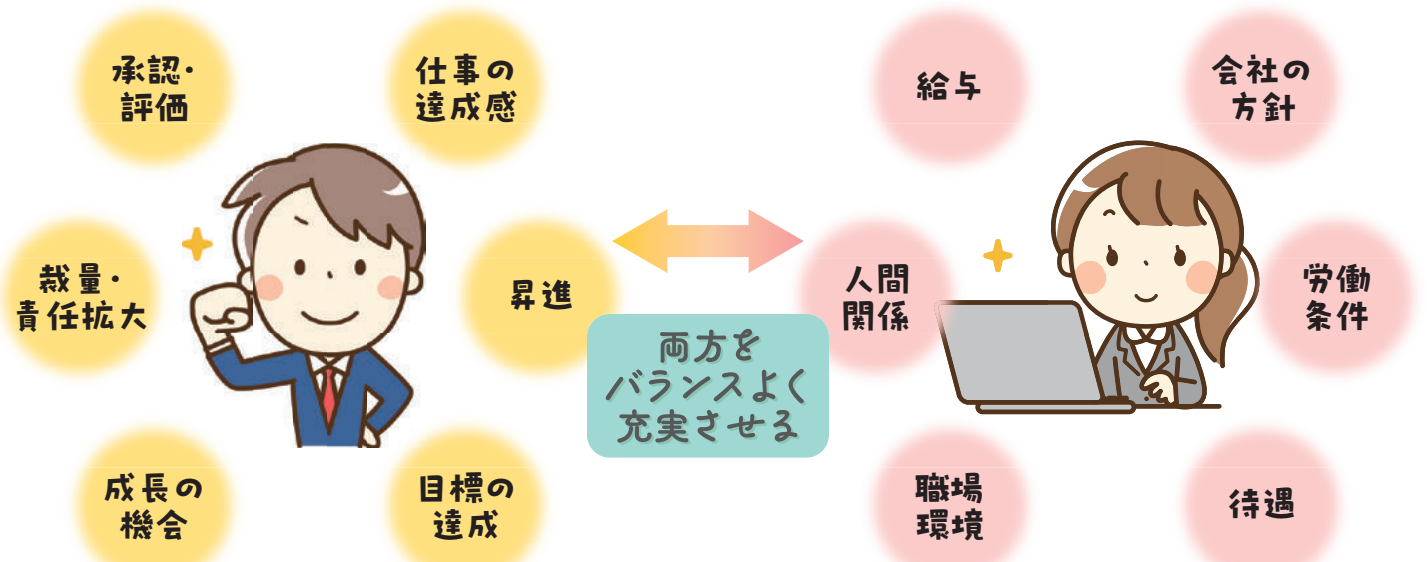 承認・
評価
仕事の
達成感
給与
会社の
方針
裁量・
責任拡大
昇進
人間
関係
労働
条件
両方を
バランスよく
充実させる
成長の
機会
目標の
達成
職場
環境
待遇